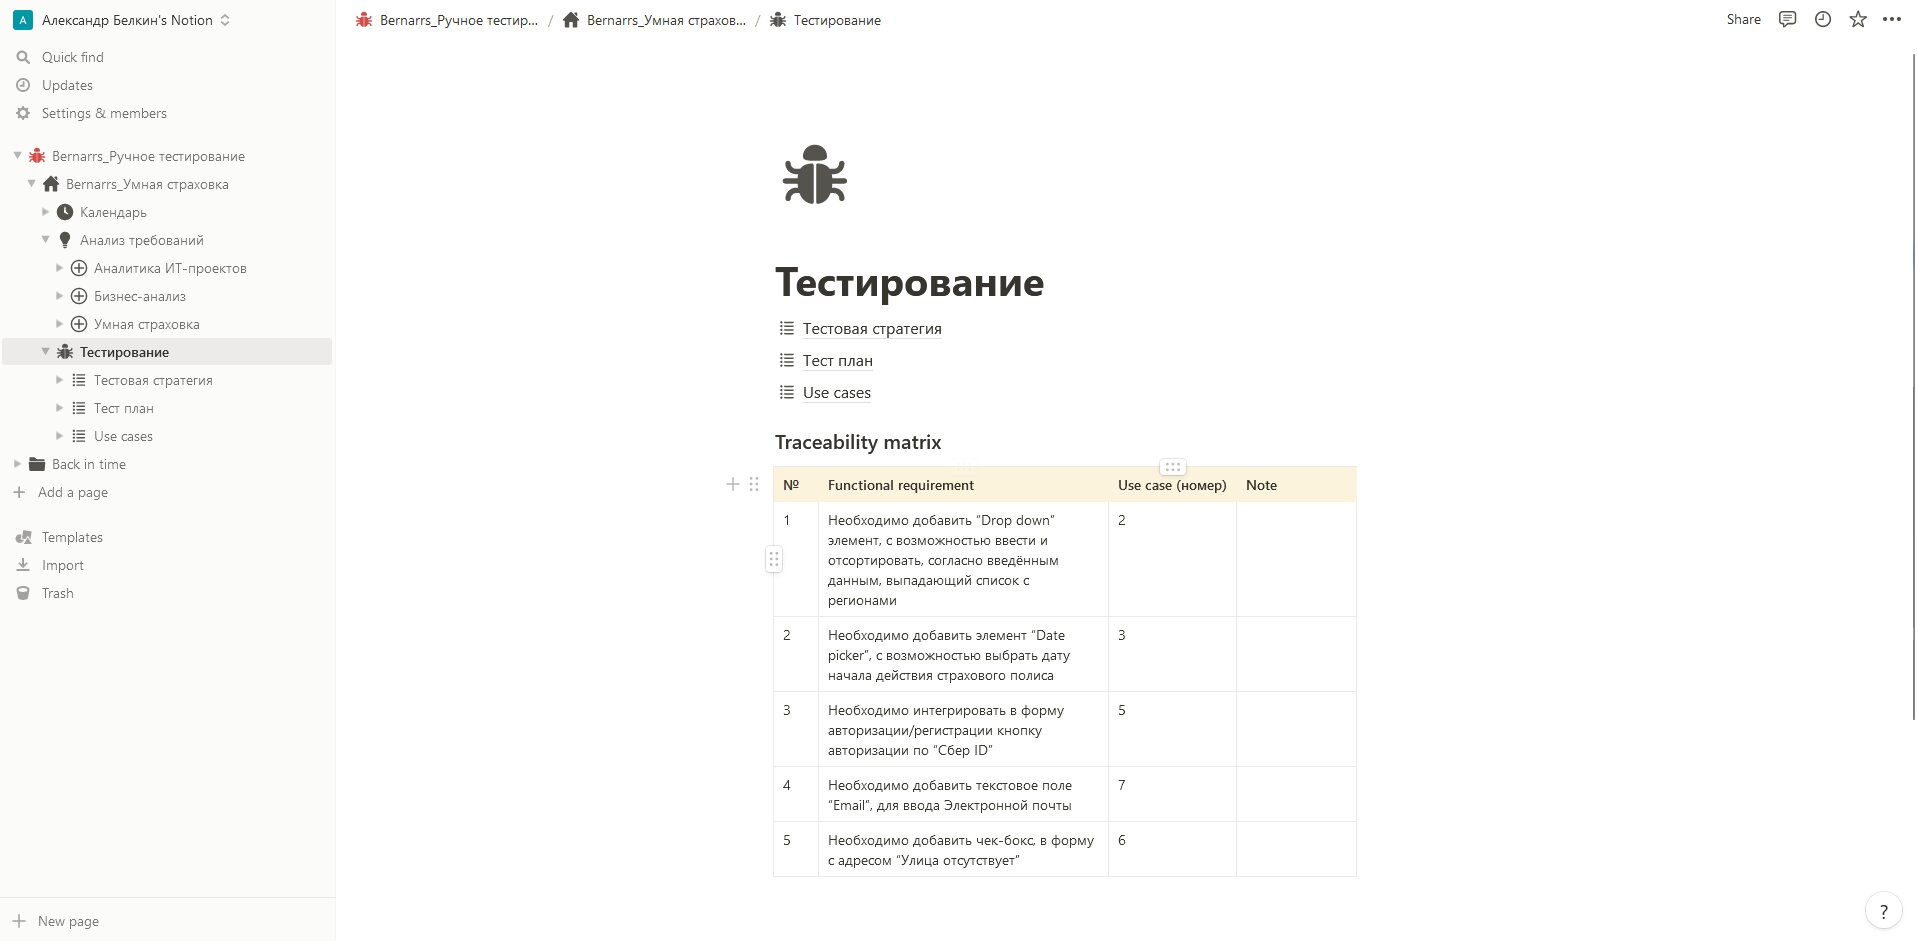 А Александр Белкин's Notion
Quick find
Updates
Settings & members
Bernarrs_Ручное тестирование
Bernarrs_Умная страховка
Календарь
Анализ требований
Аналитика ИТ-проектов
Бизнес-анализ
Умная страховка
Тестирование
Тестовая стратегия
Тест план
Use cases
Back in time
Add a page
Templates
Import
Trash
New page
Bernarrs_Ручное тестир... / Bernarrs_Умная страхов... / Тестирование
Share
Тестирование
Тестовая стратегия
Тест план
Use cases
Traceability matrix
№ Functional requirement Use case (номер) Note
1 Необходимо добавить “Drop down” 2
элемент, с возможностью ввести и
отсортировать, согласно введённым
данным, выпадающий список с
регионами
2 Необходимо добавить элемент “Date 3
picker”, с возможностью выбрать дату
начала действия страхового полиса
3 Необходимо интегрировать в форму 5
авторизации/регистрации кнопку
авторизации по “Сбер ID”
4 Необходимо добавить текстовое поле 7
“Email”, для ввода Электронной почты
5 Необходимо добавить чек-бокс, в форму 6
с адресом “Улица отсутствует”
?